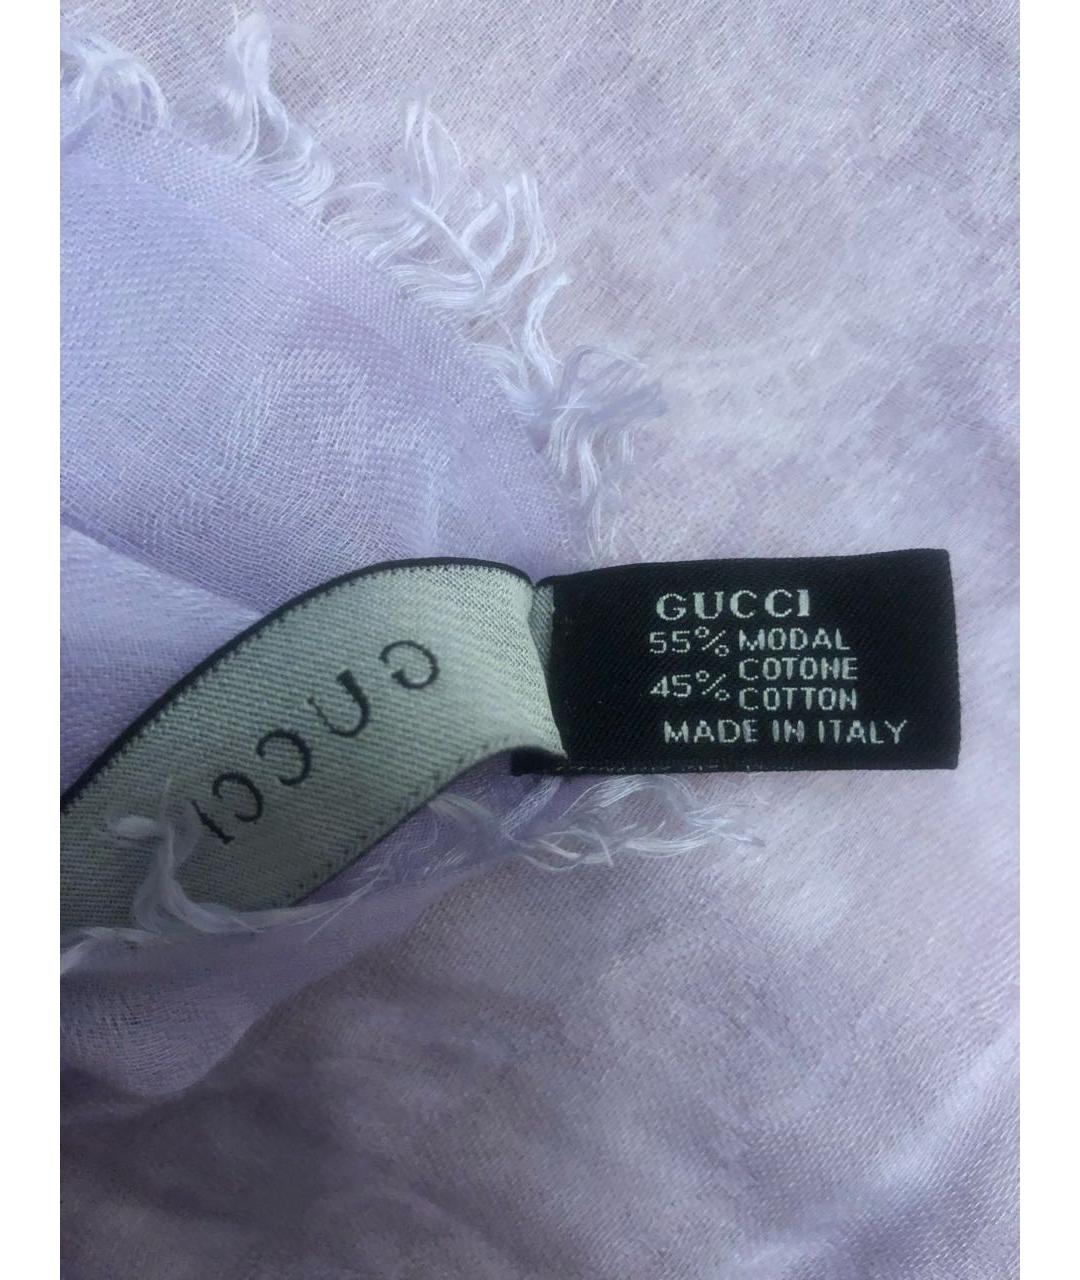 GUCCI
55% MODAL
45% COTONE
COTTON
MADE IN ITALY
GUCCI